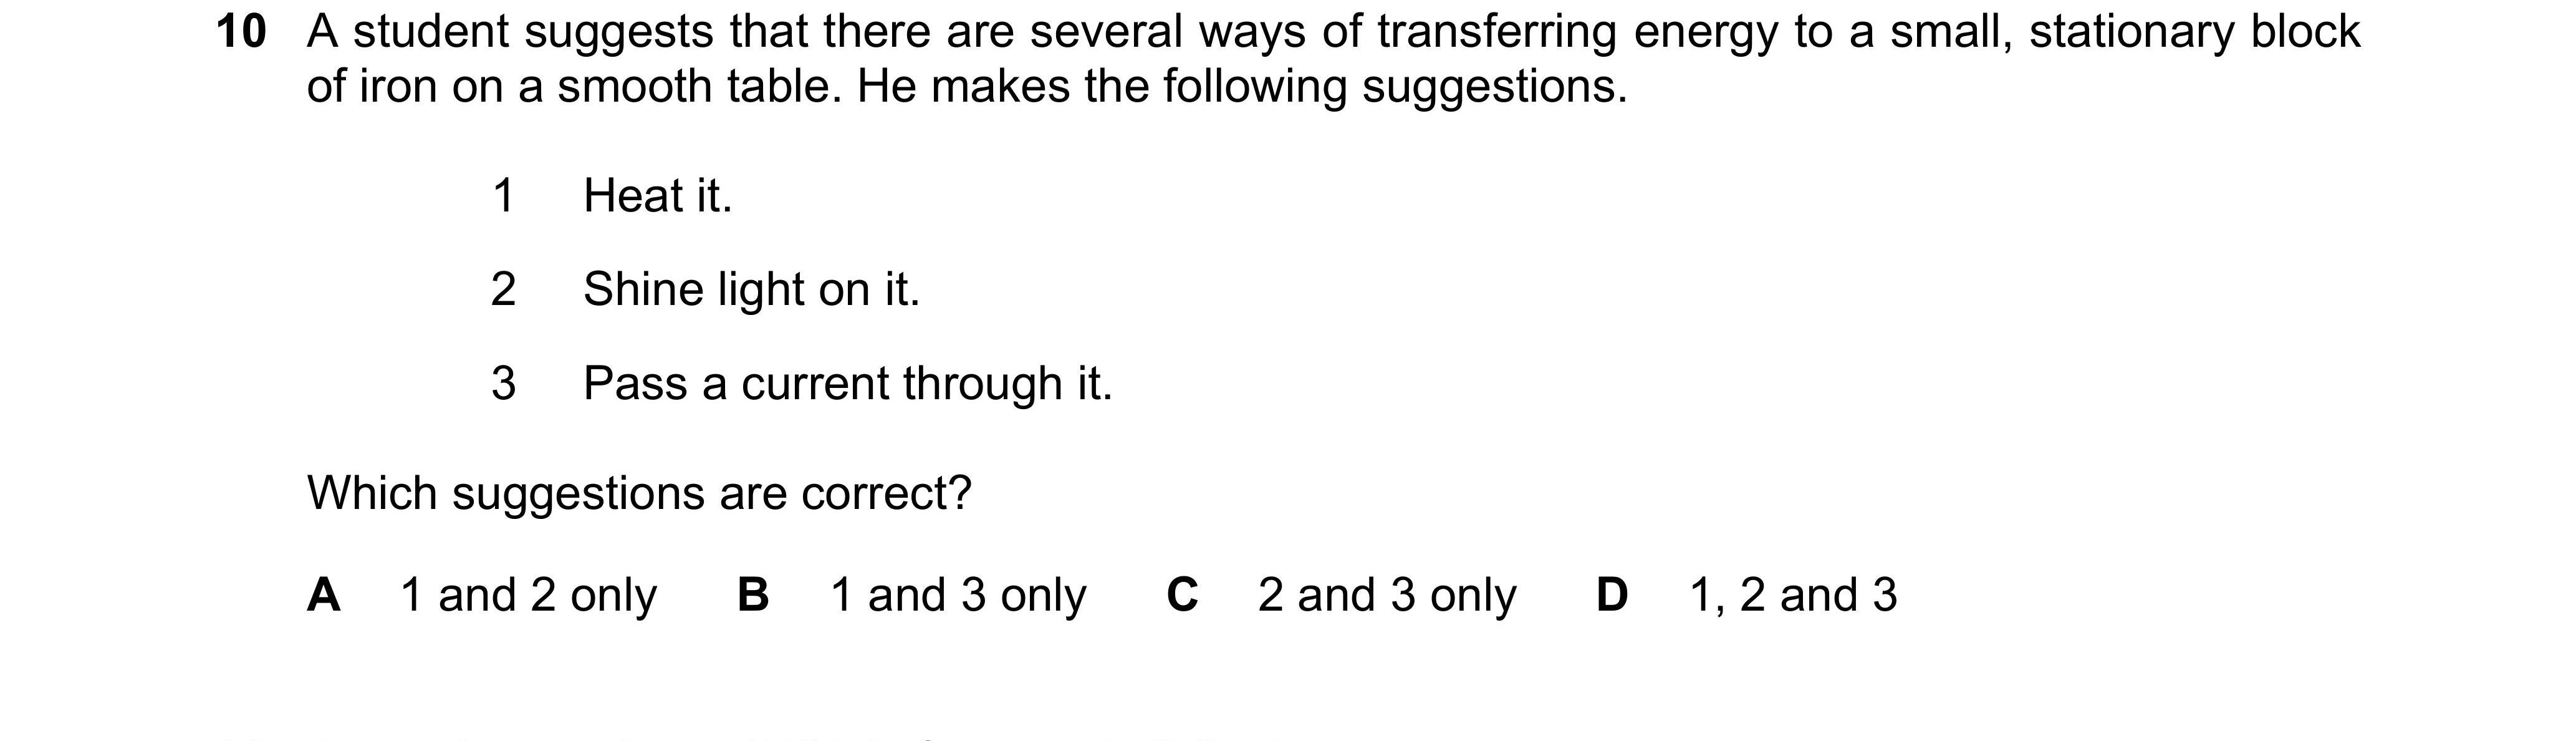 10 A student suggests that there are several ways of transferring energy to a small, stationary block
of iron on a smooth table. He makes the following suggestions.
1 Heat it.
2 Shine light on it.
3 Pass a current through it.
Which suggestions are correct?
A 1 and 2 only B 1 and 3 only C 2 and 3 only D 1, 2 and 3